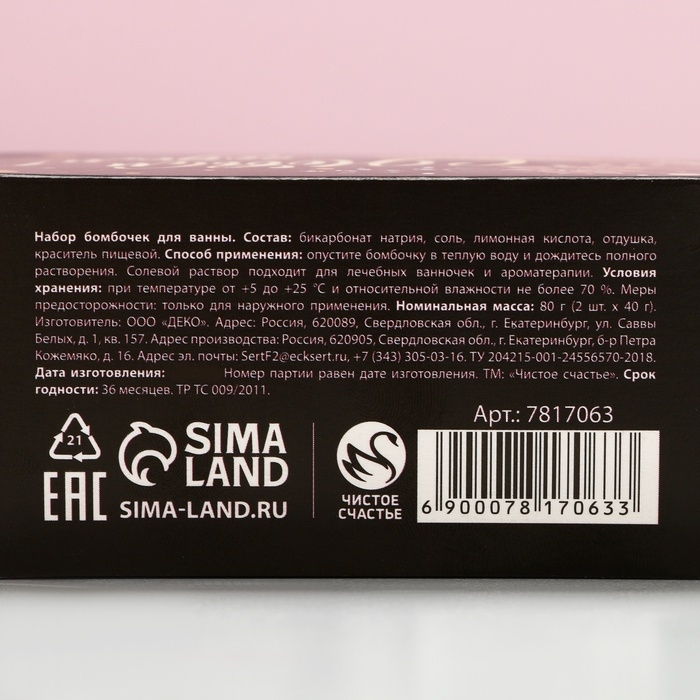 Набор бомбочек для ванны. Состав: бикарбонат натрия, соль, лимонная кислота, отдушка,
краситель пищевой. Способ применения: опустите бомбочку в теплую воду и дождитесь полного
растворения. Солевой раствор подходит для лечебных ванночек и ароматерапии. Условия
хранения: при температуре от +5 до +25 °С и относительной влажности не более 70 %. Меры
предосторожности: только для наружного применения. Номинальная масса: 80 г (2 шт. х 40 г).
Изготовитель: ООО «ДЕКО». Адрес: Россия, 620089, Свердловская обл., г. Екатеринбург, ул. Саввы
Белых, д. 1, кв. 157. Адрес производства: Россия, 620905, Свердловская обл., г. Екатеринбург, б-р Петра
Кожемяко, д. 16. Адрес эл. почты: SertF2@ecksert.ru, +7 (343) 305-03-16. ТУ 204215-001-24556570-2018.
Дата изготовления: Номер партии равен дате изготовления. ТМ: «Чистое счастье». Срок
годности: 36 месяцев. ТР ТС 009/2011.
Арт.: 7817063
21
SIMA
LAND
EAC
SIMA-LAND.RU
ЧИСТОЕ
СЧАСТЬЕ
6 900078 170633